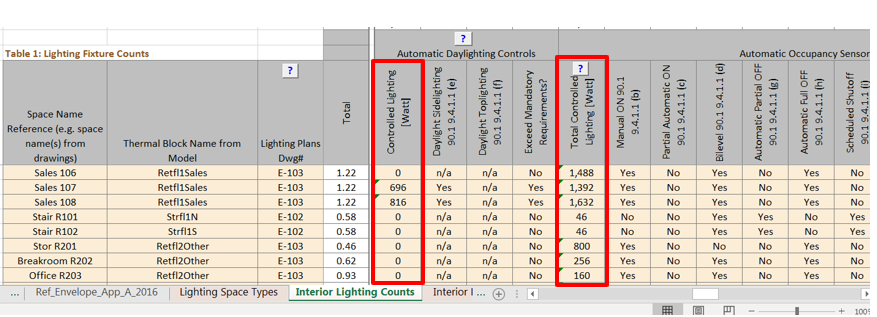 Table 1: Lighting Fixture Counts
?
Automatic Daylighting Controls
Automatic Occupancy Sensor
Space Name
Reference (e.g. space
name(s) from
drawings)
Thermal Block Name from
Model
?
Lighting Plans
Dwg#
Total
Controlled Lighting
[Watt]
Daylight Sidelighting
90.1 9.4.1.1 (e)
Daylight Toplighting
90.1 9.4.1.1 (f)
Exceed Mandatory
Requirements?
?
Total Controlled
Lighting [Watt]
Manual ON 90.1
9.4.1.1 (b)
Partial Automatic ON
90.1 9.4.1.1 (c)
Bilevel 90.1 9.4.1.1 (d)
Automatic Partial OFF
90.1 9.4.1.1 (g)
Automatic Full OFF
90.1 9.4.1.1 (h)
Scheduled Shutoff
90.1 9.4.1.1 (i)
Sales 106 Retfl1Sales E-103 1.22 0 n/a n/a No 1,488 Yes No Yes No Yes No
Sales 107 Retfl1Sales E-103 1.22 696 Yes n/a Yes 1,392 Yes No Yes No Yes No
Sales 108 Retfl1Sales E-103 1.22 816 Yes n/a Yes 1,632 Yes No Yes No Yes No
Stair R101 Strfl1N E-102 0.58 0 n/a n/a No 46 No No Yes Yes No Yes
Stair R102 Strfl1S E-102 0.58 0 n/a n/a No 46 No No Yes Yes No Yes
Stor R201 Retfl2Other E-103 0.46 0 n/a n/a No 800 Yes No No No Yes No
Breakroom R202 Retfl2Other E-103 0.62 0 n/a n/a No 256 Yes No Yes No Yes No
Office R203 Retfl2Other E-103 0.93 0 n/a n/a No 160 Yes No Yes No Yes No
... Ref_Envelope_App_A_2016 Lighting Space Types Interior Lighting Counts Interior I ...
100%